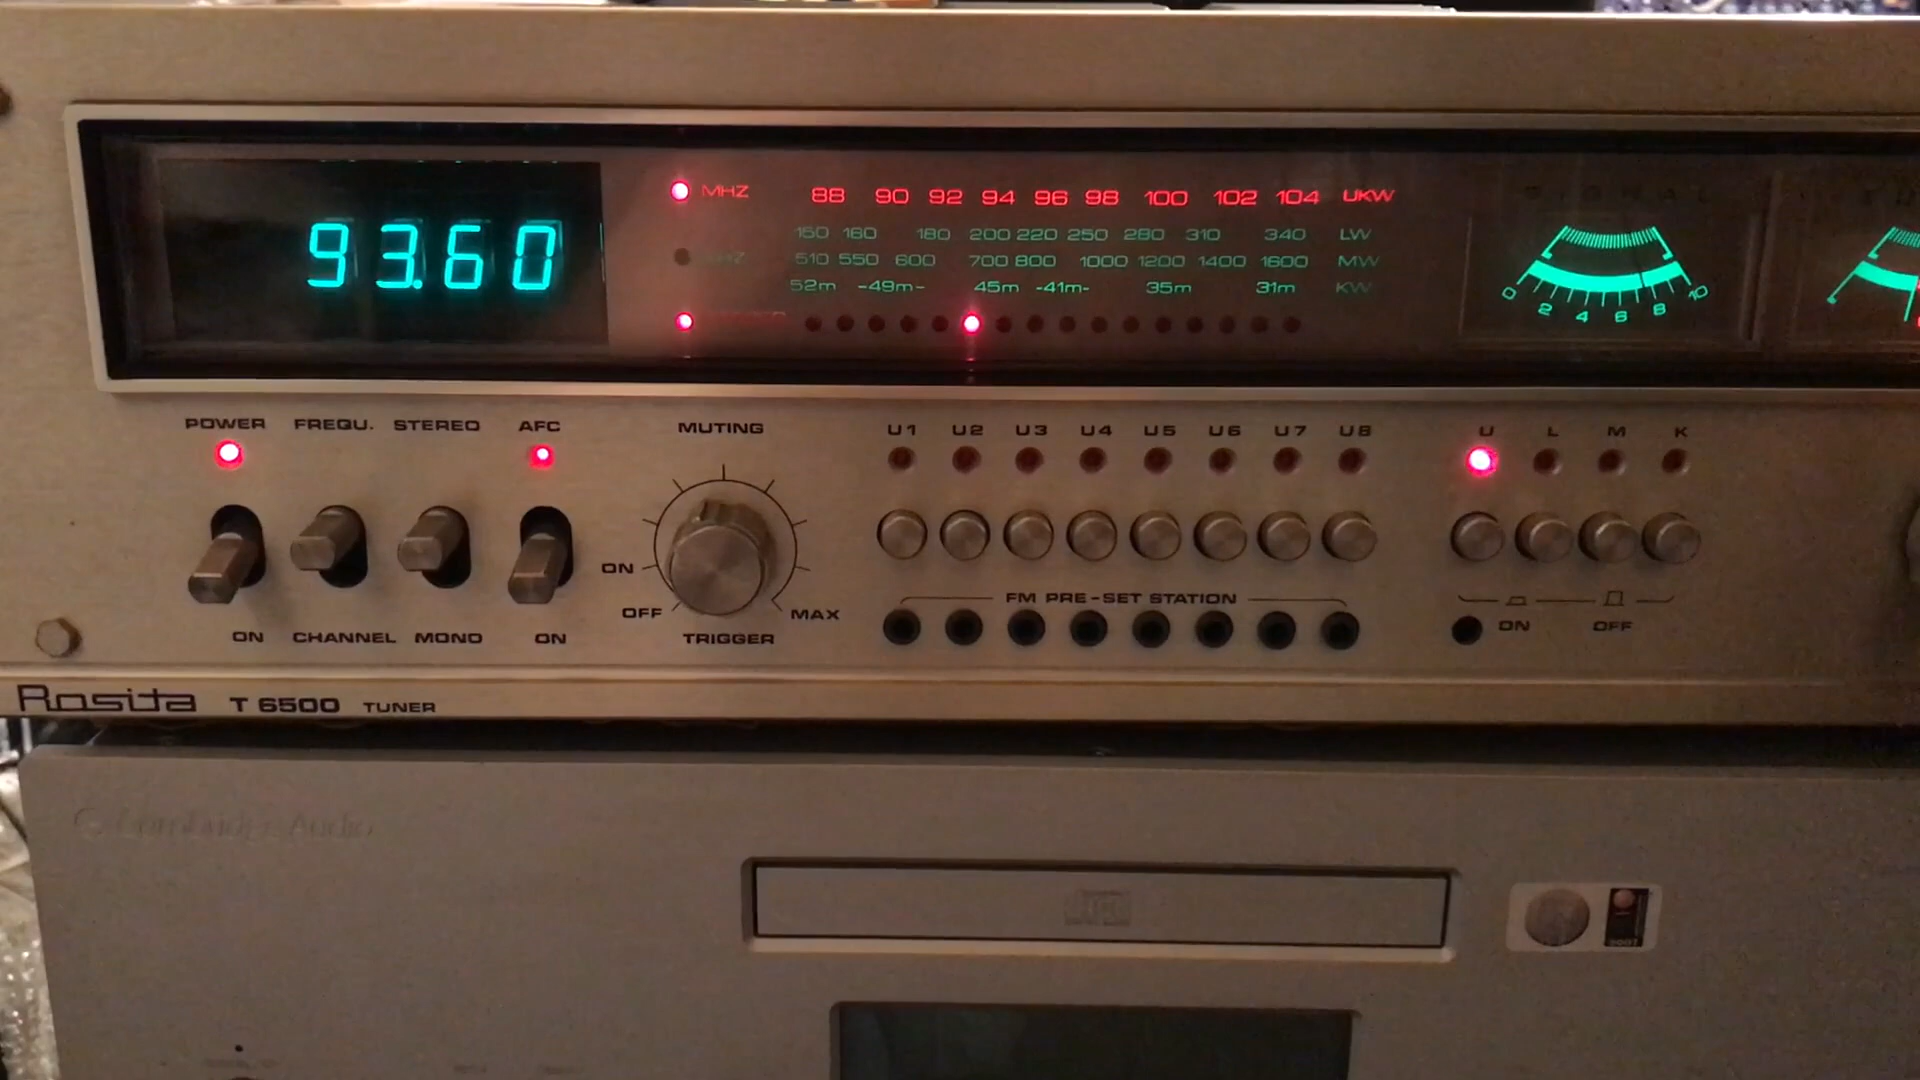 93.60
MHZ 88 90 92 94 96 98 100 102 104 UKW
150 160 180 200 220 250 280 310 340 LW
510 550 600 700 800 1000 1200 1400 1600 MW
52m -49m- 45m -41m- 35m 31m KW
SIGNAL
0 2 4 6 8 10
POWER FREQU. STEREO AFC MUTING U1 U2 U3 U4 U5 U6 U7 U8 U L M K
ON
OFF MAX
FM PRE-SET STATION
ON OFF
ON CHANNEL MONO ON TRIGGER
Rosita T 6500 TUNER
Cambridge Audio